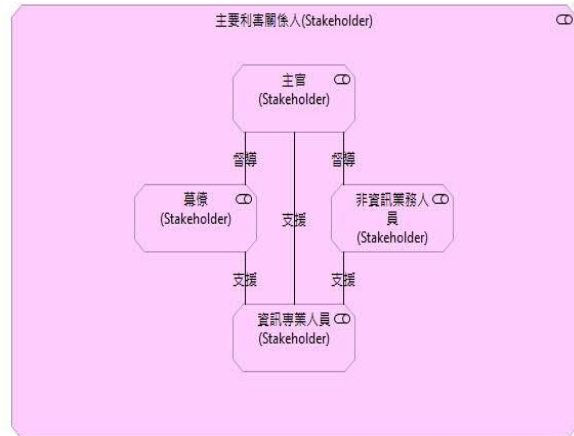 主要利害關係人(Stakeholder)
主官
(Stakeholder)
督導
督導
幕僚
(Stakeholder)
支援
非資訊業務人
員
(Stakeholder)
支援
支援
資訊專業人員
(Stakeholder)